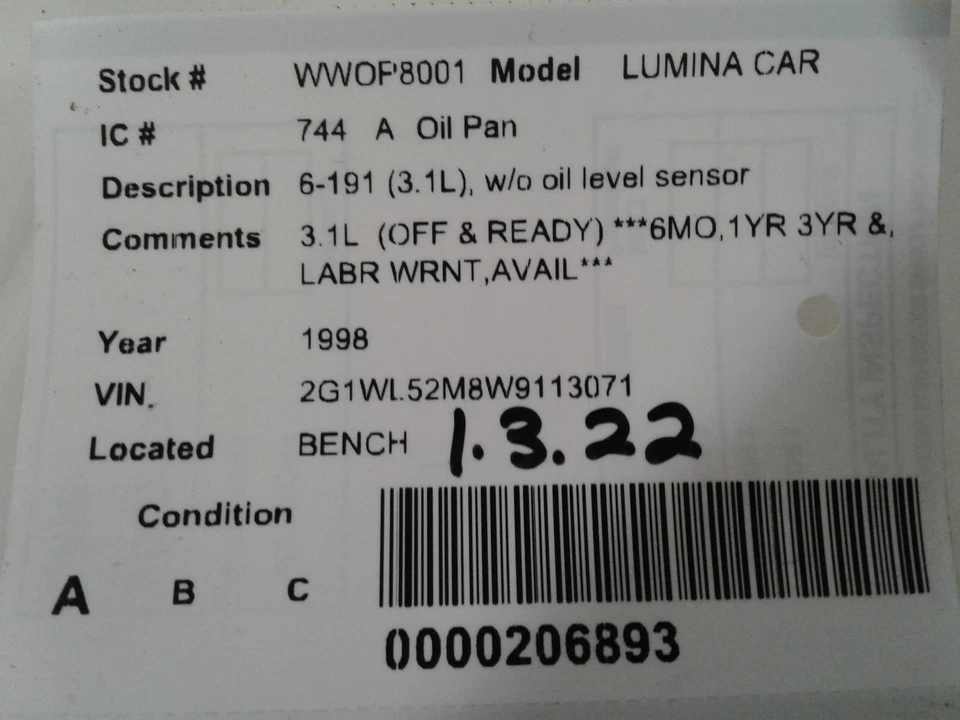 Stock # WWOP8001 Model LUMINA CAR
IC # 744 A Oil Pan
Description 6-191 (3.1L), w/o oil level sensor
Comments 3.1L (OFF & READY) ***6MO,1YR 3YR &,
LABR WRNT,AVAIL***
Year 1998
VIN. 2G1WL52M8W9113071
Located BENCH 1.3.22
Condition
A B C
0000206893